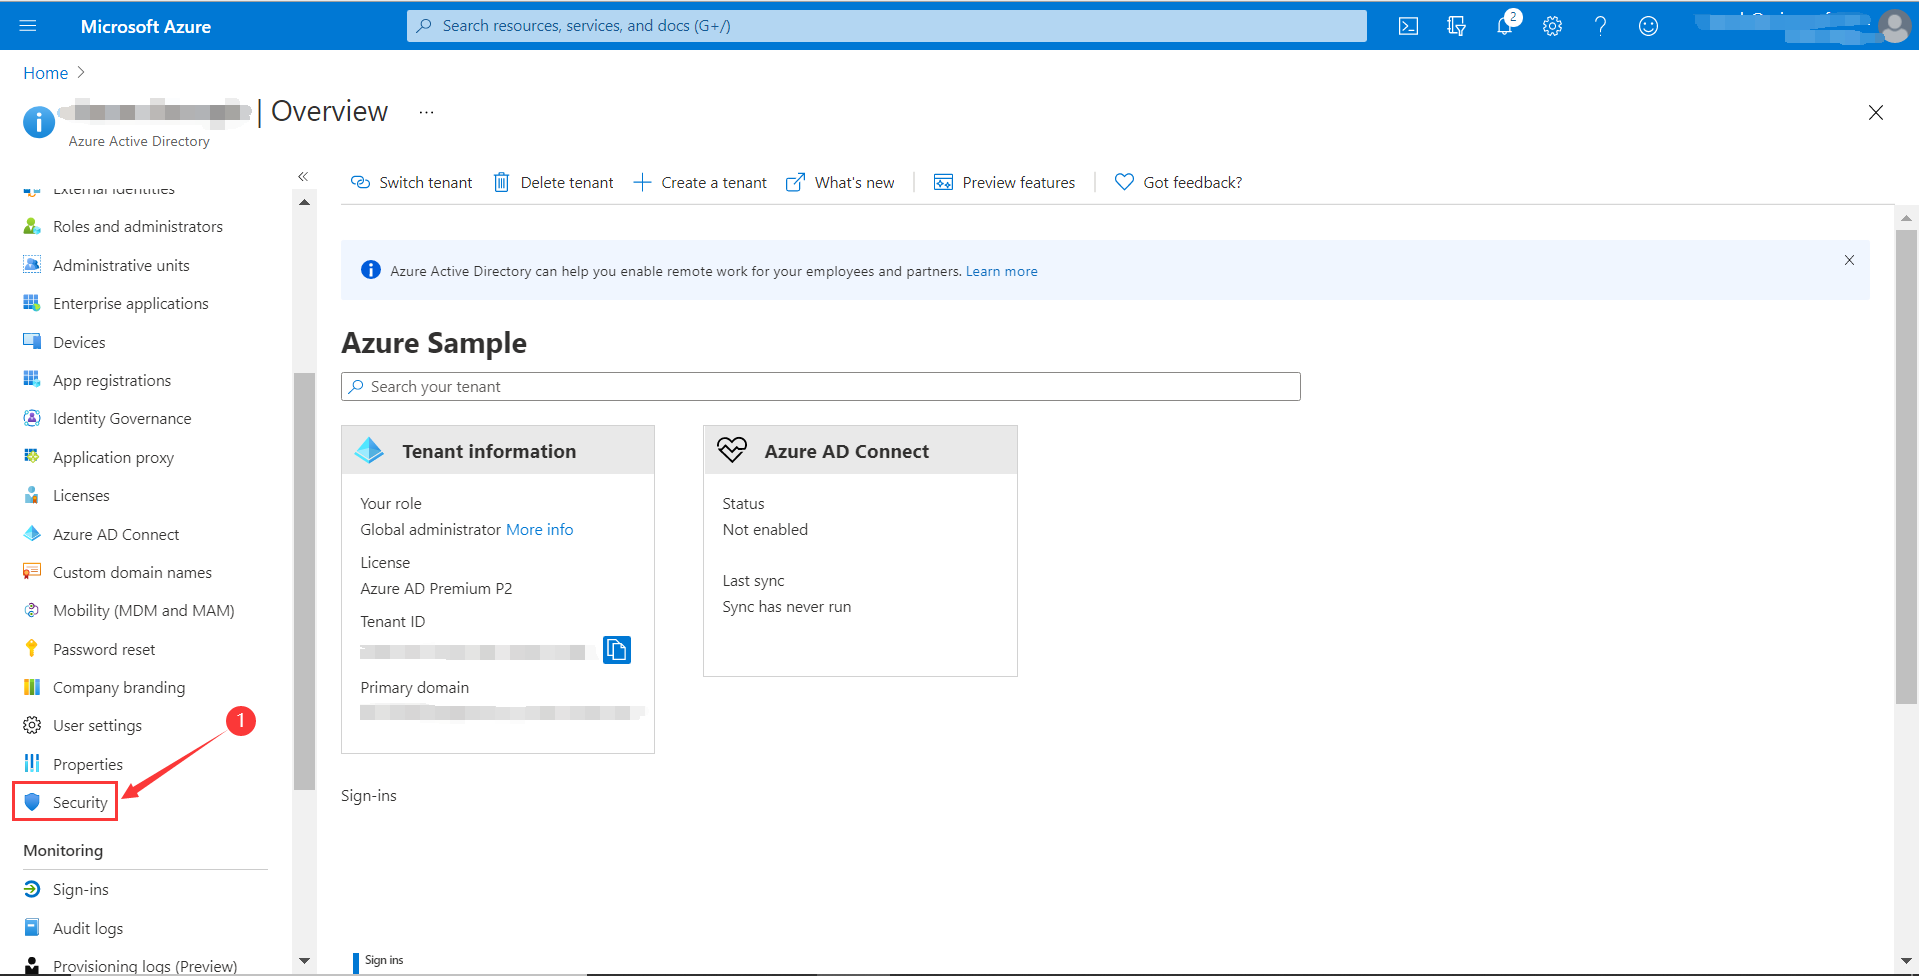 Microsoft Azure
Search resources, services, and docs (G+/)
2
Home
| Overview
...
Azure Active Directory
External Identities
Roles and administrators
Administrative units
Enterprise applications
Devices
App registrations
Identity Governance
Application proxy
Licenses
Azure AD Connect
Custom domain names
Mobility (MDM and MAM)
Password reset
Company branding
User settings
1
Properties
Security
Monitoring
Sign-ins
Audit logs
Provisioning logs (Preview)
Switch tenant
Delete tenant
Create a tenant
What's new
Preview features
Got feedback?
Azure Active Directory can help you enable remote work for your employees and partners. Learn more
Azure Sample
Search your tenant
Tenant information
Your role
Global administrator More info
License
Azure AD Premium P2
Tenant ID
Primary domain
Azure AD Connect
Status
Not enabled
Last sync
Sync has never run
Sign-ins
Sign ins